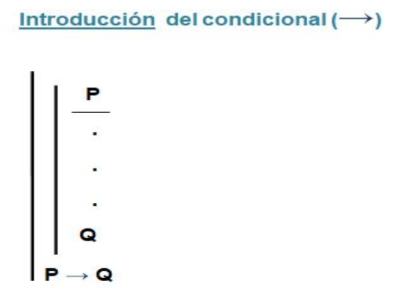 Introducción del condicional (→)
P
.
.
.
Q
P → Q